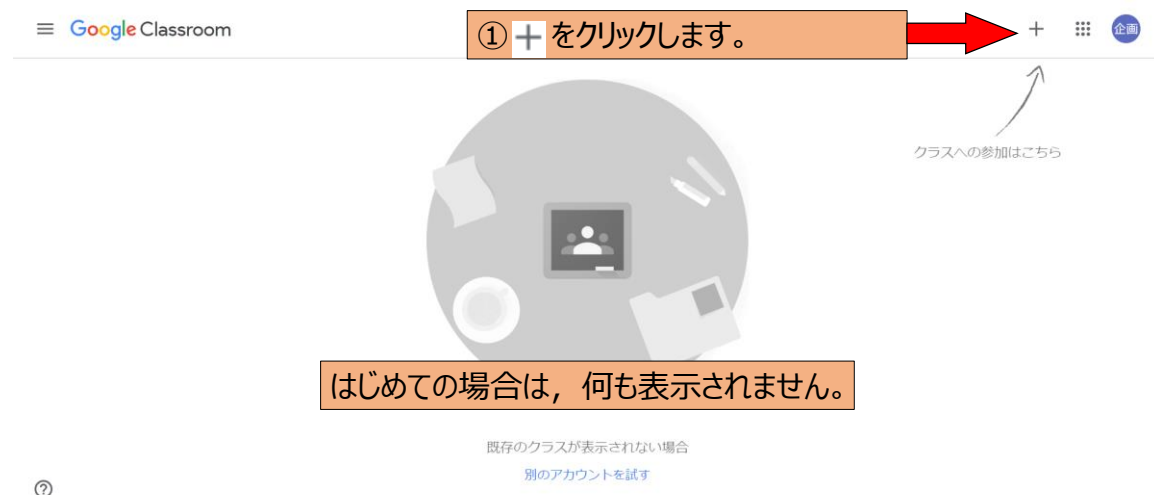 Google Classroom
① + をクリックします。
企画
クラスへの参加はこちら
はじめての場合は，何も表示されません。
既存のクラスが表示されない場合
別のアカウントを試す